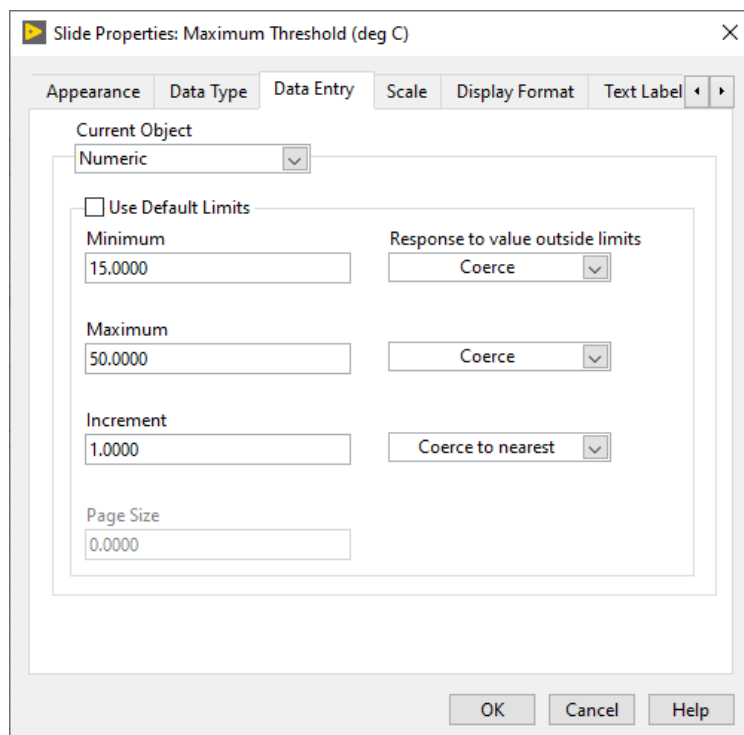 Slide Properties: Maximum Threshold (deg C)
Appearance Data Type Data Entry Scale Display Format Text Label
Current Object
Numeric
Use Default Limits
Minimum Response to value outside limits
15.0000 Coerce
Maximum
50.0000 Coerce
Increment
1.0000 Coerce to nearest
Page Size
0.0000
OK Cancel Help